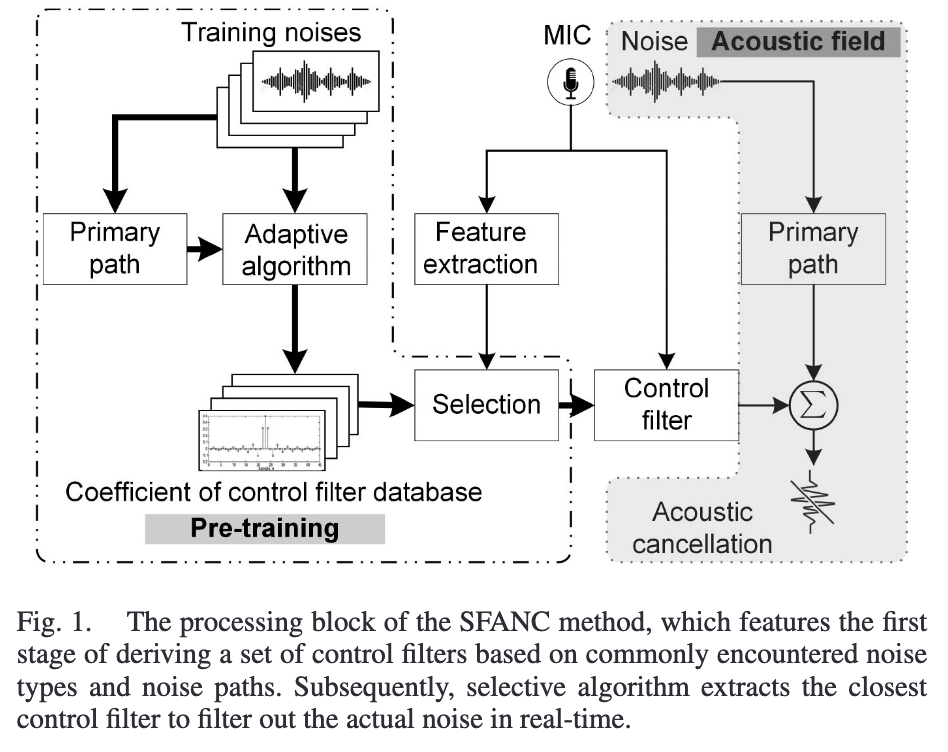 Training noises
MIC
Noise
Acoustic field
Primary
path
Adaptive
algorithm
Feature
extraction
Primary
path
Selection
Control
filter
Σ
Coefficient of control filter database
Pre-training
Acoustic
cancellation
Fig. 1. The processing block of the SFANC method, which features the first
stage of deriving a set of control filters based on commonly encountered noise
types and noise paths. Subsequently, selective algorithm extracts the closest
control filter to filter out the actual noise in real-time.